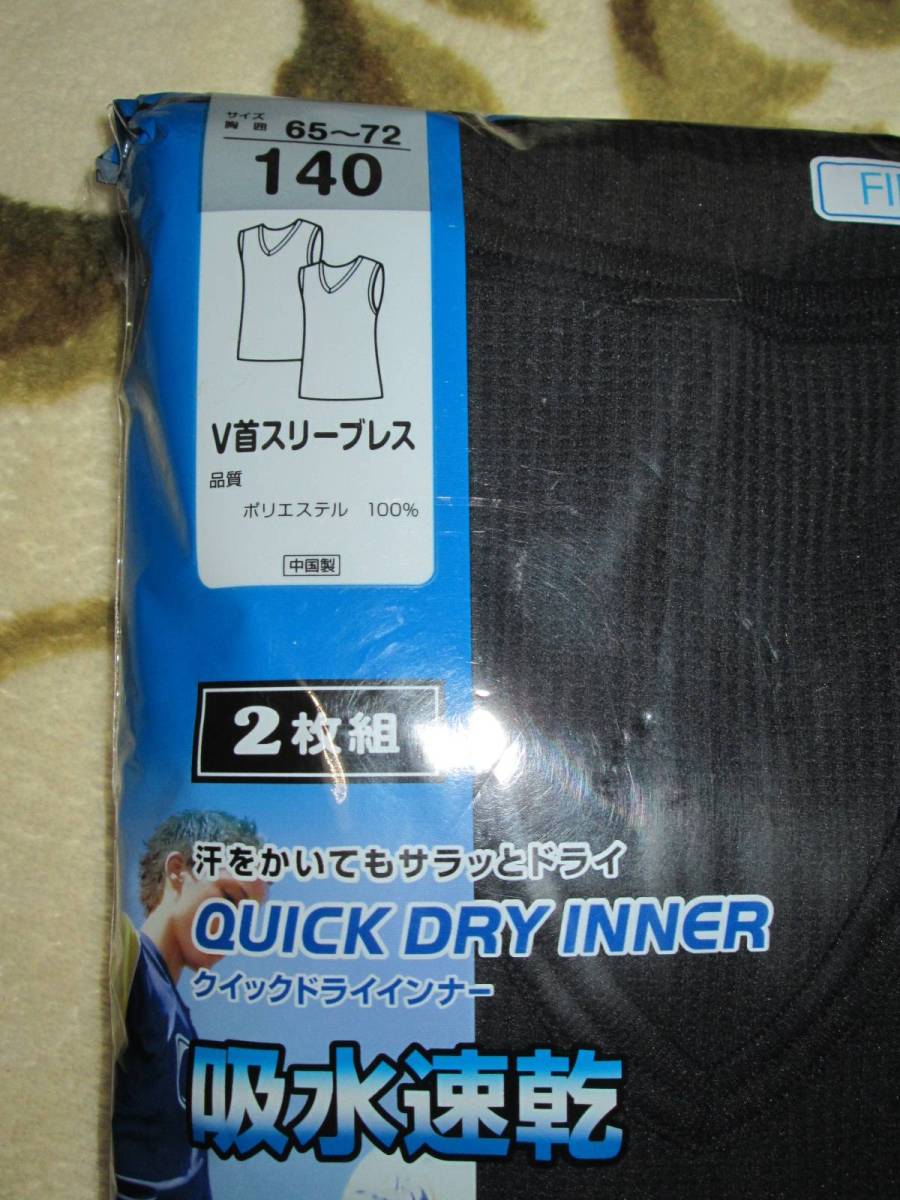 サイズ
胸囲 65～72
140
FI
V首スリーブレス
品質
ポリエステル 100%
中国製
2枚組
汗をかいてもサラッとドライ
QUICK DRY INNER
クイックドライインナー
吸水速乾